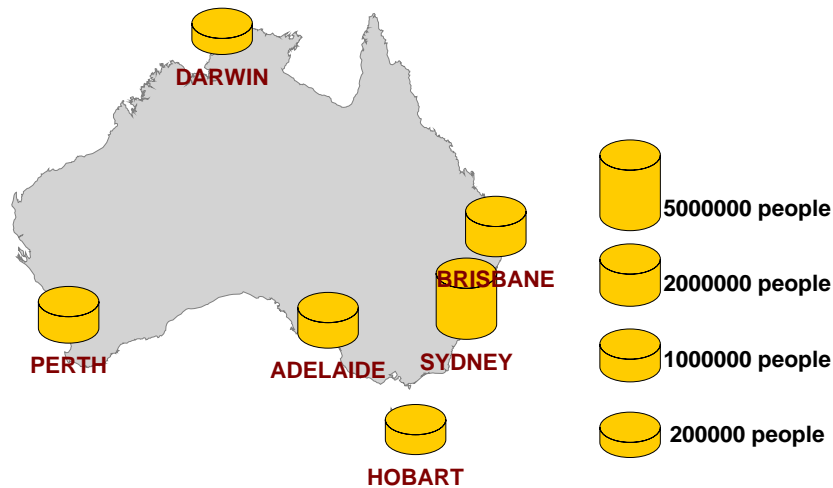 DARWIN
5000000 people
BRISBANE
2000000 people
PERTH
ADELAIDE
SYDNEY
1000000 people
200000 people
HOBART